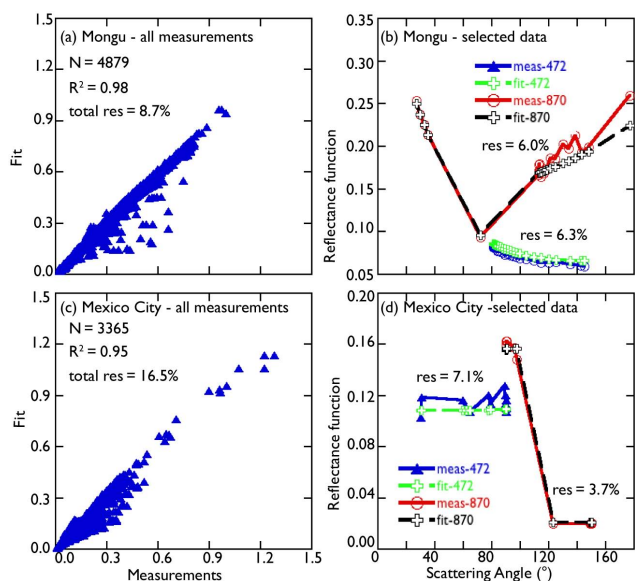 (a) Mongu - all measurements
N = 4879
R² = 0.98
total res = 8.7%
1.5
1.2
0.9
0.6
0.3
0.0
Fit
(b) Mongu - selected data
meas-472
fit-472
meas-870
fit-870
res = 6.0%
res = 6.3%
0.30
0.25
0.20
0.15
0.10
0.05
Reflectance function
(c) Mexico City - all measurements
N = 3365
R² = 0.95
total res = 16.5%
1.5
1.2
0.9
0.6
0.3
0.0
Fit
0.0 0.3 0.6 0.9 1.2 1.5
Measurements
(d) Mexico City -selected data
res = 7.1%
res = 3.7%
meas-472
fit-472
meas-870
fit-870
0.16
0.12
0.08
0.04
0.00
Reflectance function
0 40 80 120 160
Scattering Angle (°)